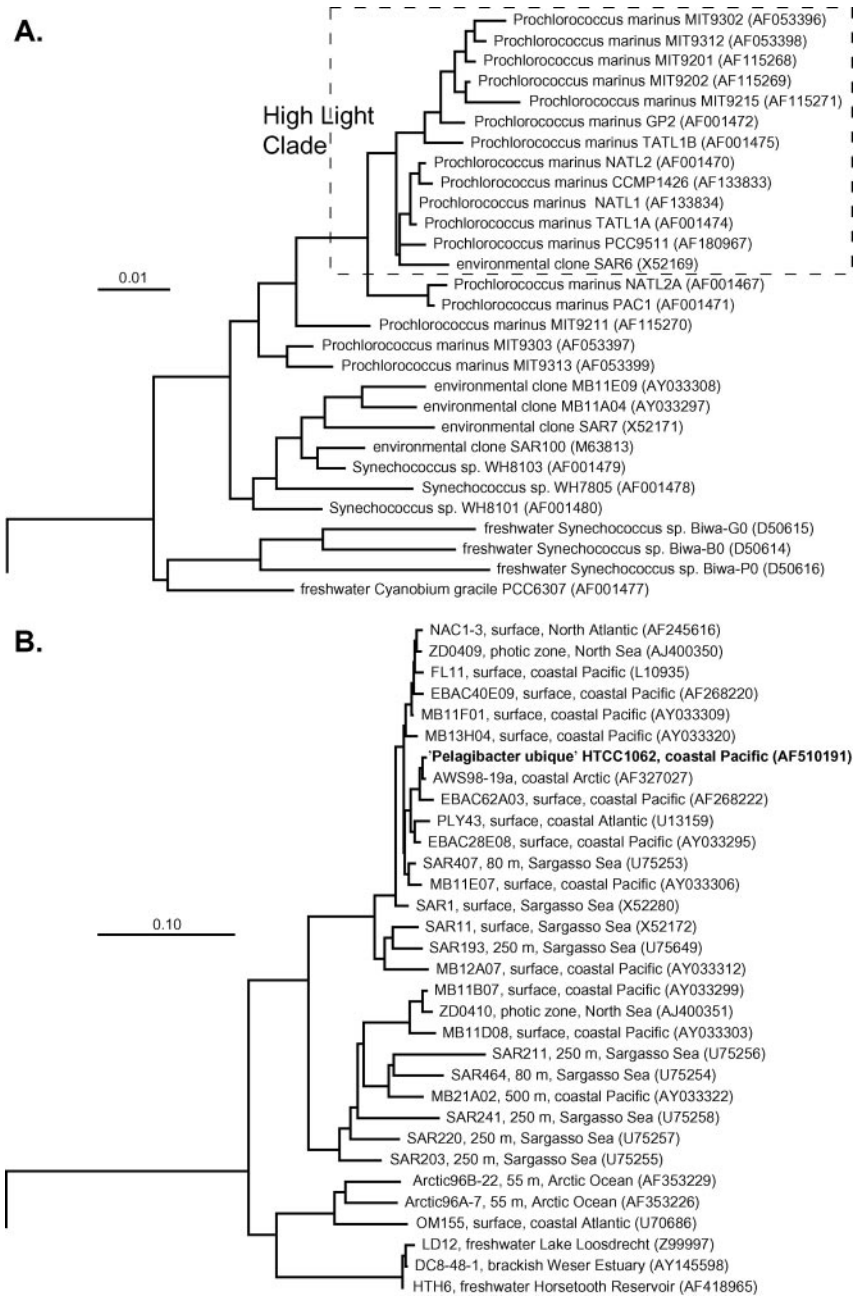 A.
Prochlorococcus marinus MIT9302 (AF053396)
Prochlorococcus marinus MIT9312 (AF053398)
Prochlorococcus marinus MIT9201 (AF115268)
Prochlorococcus marinus MIT9202 (AF115269)
Prochlorococcus marinus MIT9215 (AF115271)
High Light
Clade
Prochlorococcus marinus GP2 (AF001472)
Prochlorococcus marinus TATL1B (AF001475)
Prochlorococcus marinus NATL2 (AF001470)
Prochlorococcus marinus CCMP1426 (AF133833)
Prochlorococcus marinus NATL1 (AF133834)
Prochlorococcus marinus TATL1A (AF001474)
Prochlorococcus marinus PCC9511 (AF180967)
environmental clone SAR6 (X52169)
0.01
Prochlorococcus marinus NATL2A (AF001467)
Prochlorococcus marinus PAC1 (AF001471)
Prochlorococcus marinus MIT9211 (AF115270)
Prochlorococcus marinus MIT9303 (AF053397)
Prochlorococcus marinus MIT9313 (AF053399)
environmental clone MB11E09 (AY033308)
environmental clone MB11A04 (AY033297)
environmental clone SAR7 (X52171)
environmental clone SAR100 (M63813)
Synechococcus sp. WH8103 (AF001479)
Synechococcus sp. WH7805 (AF001478)
Synechococcus sp. WH8101 (AF001480)
freshwater Synechococcus sp. Biwa-G0 (D50615)
freshwater Synechococcus sp. Biwa-B0 (D50614)
freshwater Synechococcus sp. Biwa-P0 (D50616)
freshwater Cyanobium gracile PCC6307 (AF001477)
B.
NAC1-3, surface, North Atlantic (AF245616)
ZD0409, photic zone, North Sea (AJ400350)
FL11, surface, coastal Pacific (L10935)
EBAC40E09, surface, coastal Pacific (AF268220)
MB11F01, surface, coastal Pacific (AY033309)
MB13H04, surface, coastal Pacific (AY033320)
'Pelagibacter ubique' HTCC1062, coastal Pacific (AF510191)
AWS98-19a, coastal Arctic (AF327027)
EBAC62A03, surface, coastal Pacific (AF268222)
PLY43, surface, coastal Atlantic (U13159)
EBAC28E08, surface, coastal Pacific (AY033295)
SAR407, 80 m, Sargasso Sea (U75253)
MB11E07, surface, coastal Pacific (AY033306)
SAR1, surface, Sargasso Sea (X52280)
0.10
SAR11, surface, Sargasso Sea (X52172)
SAR193, 250 m, Sargasso Sea (U75649)
MB12A07, surface, coastal Pacific (AY033312)
MB11B07, surface, coastal Pacific (AY033299)
ZD0410, photic zone, North Sea (AJ400351)
MB11D08, surface, coastal Pacific (AY033303)
SAR211, 250 m, Sargasso Sea (U75256)
SAR464, 80 m, Sargasso Sea (U75254)
MB21A02, 500 m, coastal Pacific (AY033322)
SAR241, 250 m, Sargasso Sea (U75258)
SAR220, 250 m, Sargasso Sea (U75257)
SAR203, 250 m, Sargasso Sea (U75255)
Arctic96B-22, 55 m, Arctic Ocean (AF353229)
Arctic96A-7, 55 m, Arctic Ocean (AF353226)
OM155, surface, coastal Atlantic (U70686)
LD12, freshwater Lake Loosdrecht (Z99997)
DC8-48-1, brackish Weser Estuary (AY145598)
HTH6, freshwater Horsetooth Reservoir (AF418965)